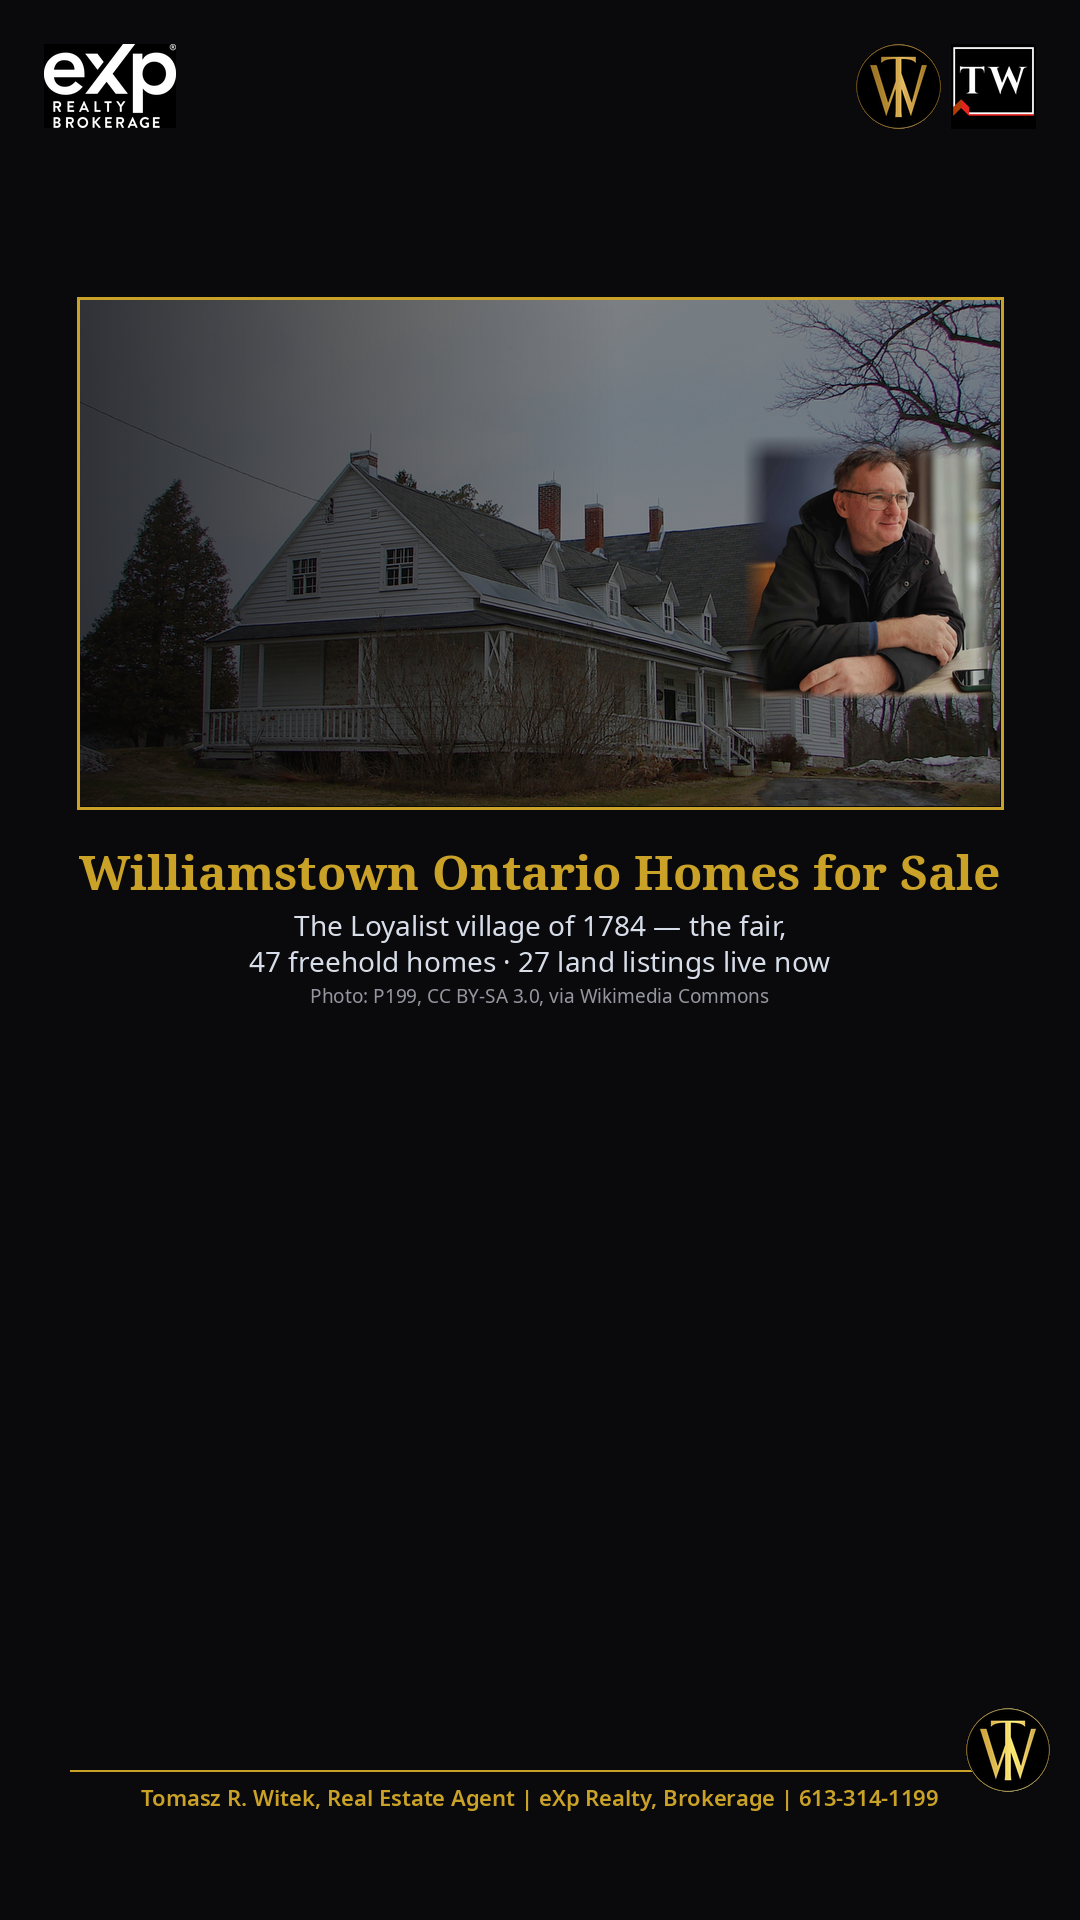 eXp®
REALTY
BROKERAGE
TW
TW
Williamstown Ontario Homes for Sale
The Loyalist village of 1784 — the fair,
47 freehold homes · 27 land listings live now
Photo: P199, CC BY-SA 3.0, via Wikimedia Commons
TW
Tomasz R. Witek, Real Estate Agent | eXp Realty, Brokerage | 613-314-1199